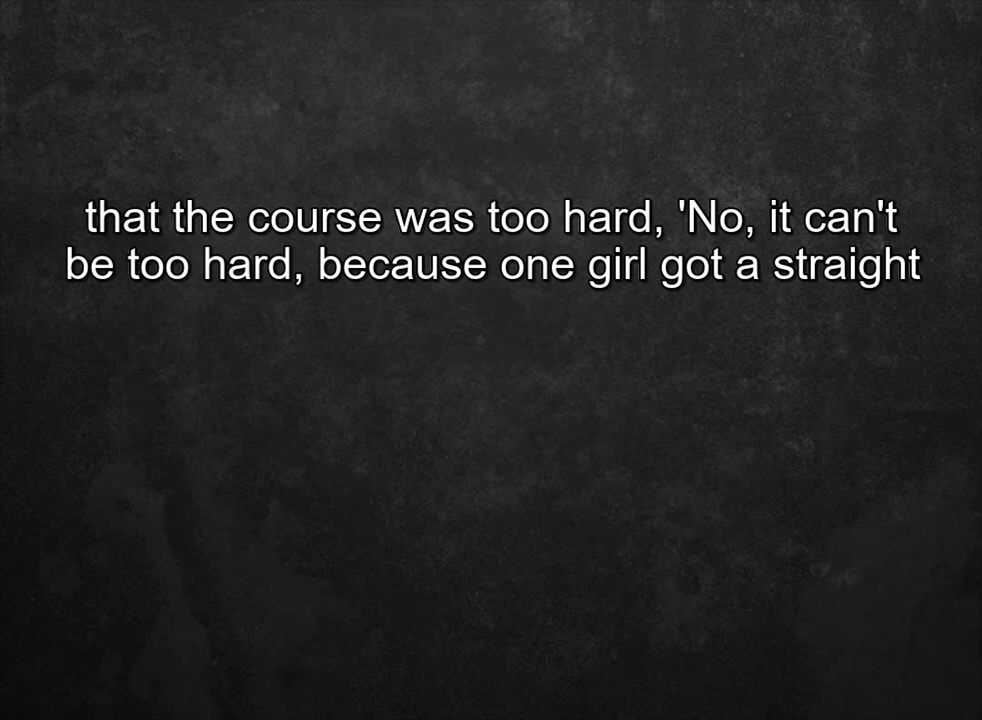 that the course was too hard, 'No, it can't
be too hard, because one girl got a straight